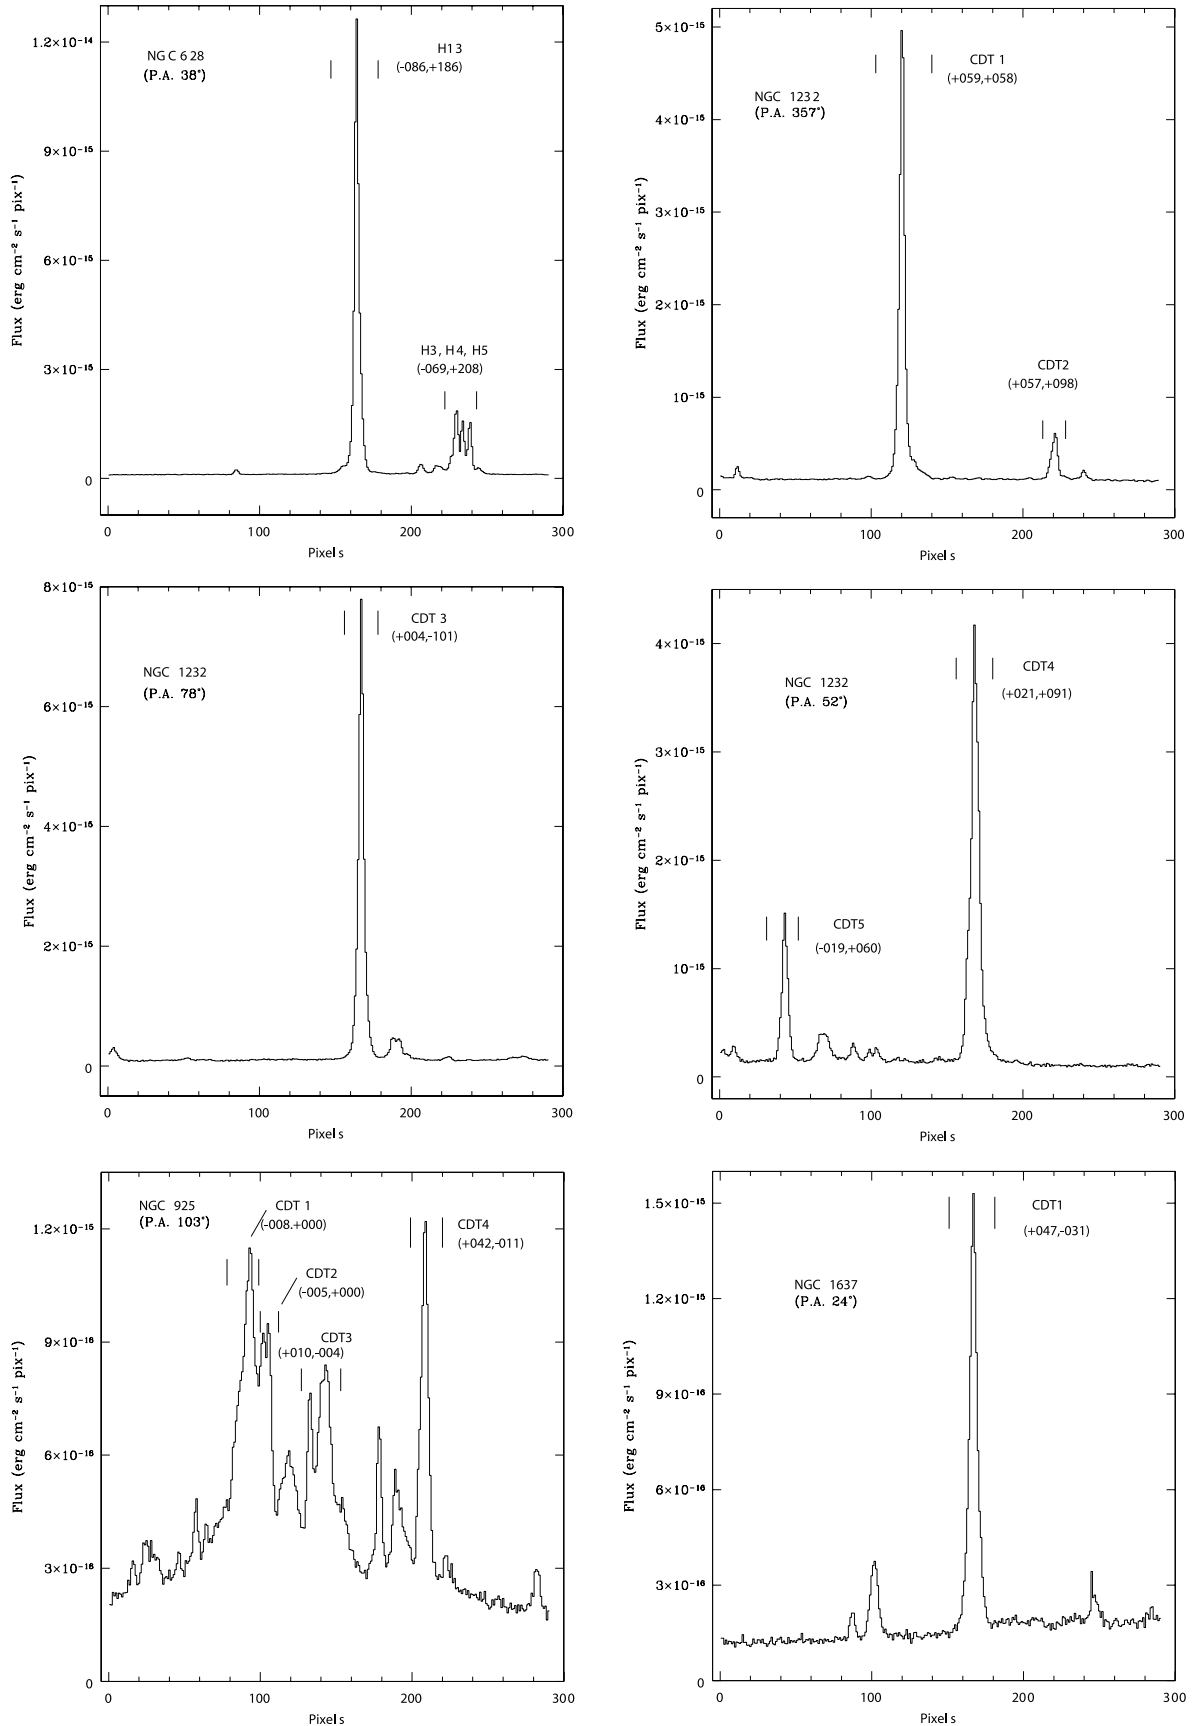 NGC 628
(P.A. 38°)
H13
(-086,+186)
H3, H4, H5
(-069,+208)
1.2×10⁻¹⁴
9×10⁻¹⁵
6×10⁻¹⁵
3×10⁻¹⁵
0
Flux (erg cm⁻² s⁻¹ pix⁻¹)
0 100 200 300
Pixels
NGC 1232
(P.A. 357°)
CDT 1
(+059,+058)
CDT2
(+057,+098)
5×10⁻¹⁵
4×10⁻¹⁵
3×10⁻¹⁵
2×10⁻¹⁵
10⁻¹⁵
0
Flux (erg cm⁻² s⁻¹ pix⁻¹)
0 100 200 300
Pixels
NGC 1232
(P.A. 78°)
CDT 3
(+004,-101)
8×10⁻¹⁵
6×10⁻¹⁵
4×10⁻¹⁵
2×10⁻¹⁵
0
Flux (erg cm⁻² s⁻¹ pix⁻¹)
0 100 200 300
Pixels
NGC 1232
(P.A. 52°)
CDT4
(+021,+091)
CDT5
(-019,+060)
4×10⁻¹⁵
3×10⁻¹⁵
2×10⁻¹⁵
10⁻¹⁵
0
Flux (erg cm⁻² s⁻¹ pix⁻¹)
0 100 200 300
Pixels
NGC 925
(P.A. 103°)
CDT 1
(-008.+000)
CDT2
(-005,+000)
CDT3
(+010,-004)
CDT4
(+042,-011)
1.2×10⁻¹⁵
9×10⁻¹⁶
6×10⁻¹⁶
3×10⁻¹⁶
0
Flux (erg cm⁻² s⁻¹ pix⁻¹)
0 100 200 300
Pixels
NGC 1637
(P.A. 24°)
CDT1
(+047,-031)
1.5×10⁻¹⁵
1.2×10⁻¹⁵
9×10⁻¹⁶
6×10⁻¹⁶
3×10⁻¹⁶
0
Flux (erg cm⁻² s⁻¹ pix⁻¹)
0 100 200 300
Pixels